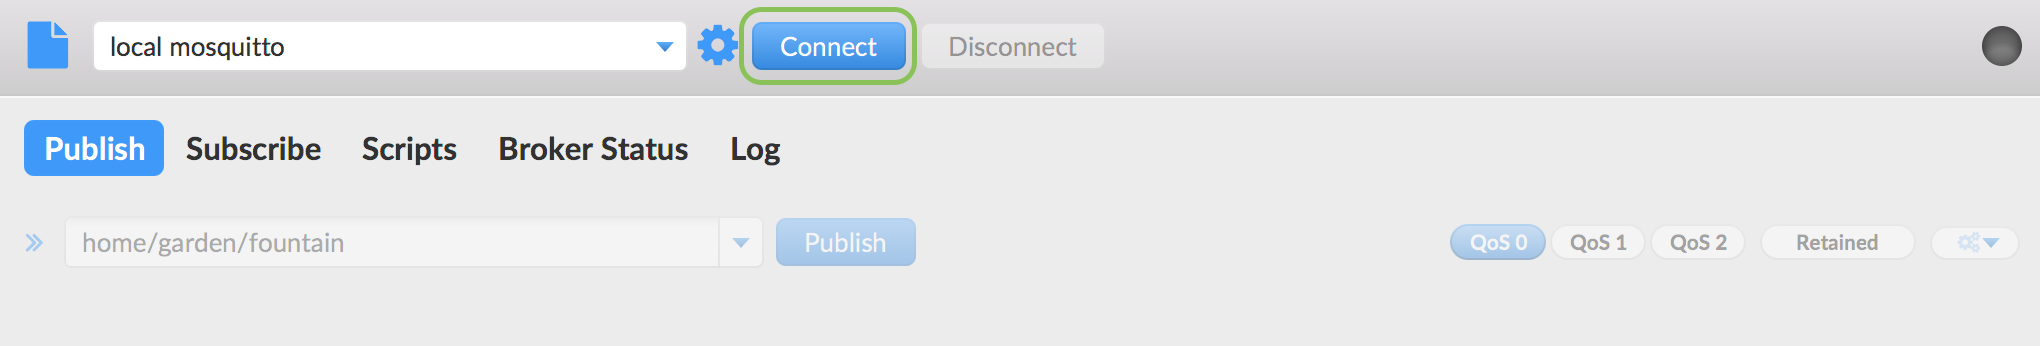 local mosquitto Connect Disconnect
Publish Subscribe Scripts Broker Status Log
home/garden/fountain Publish QoS 0 QoS 1 QoS 2 Retained